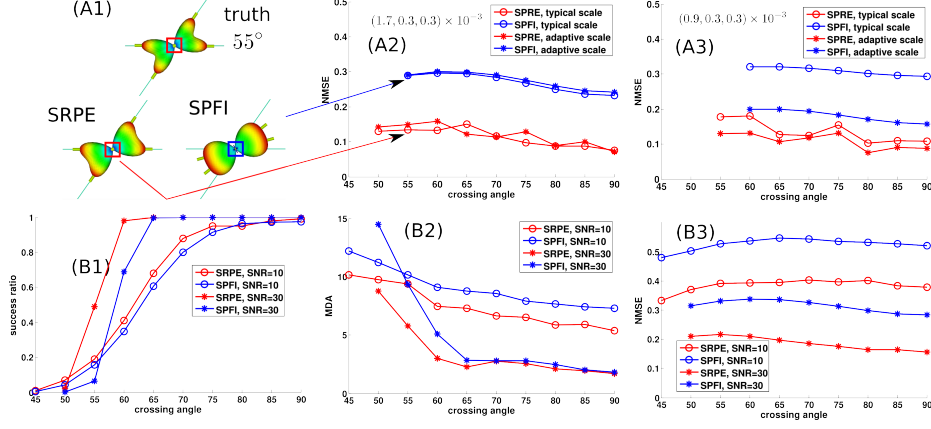 (A1)
truth
55°
SRPE
SPFI
(A2)
(1.7, 0.3, 0.3) × 10⁻³
SPRE, typical scale
SPFI, typical scale
SPRE, adaptive scale
SPFI, adaptive scale
NMSE
0.5
0.4
0.3
0.2
0.1
0
45 50 55 60 65 70 75 80 85 90
crossing angle
(A3)
(0.9, 0.3, 0.3) × 10⁻³
SPRE, typical scale
SPFI, typical scale
SPRE, adaptive scale
SPFI, adaptive scale
NMSE
0.5
0.4
0.3
0.2
0.1
0
45 50 55 60 65 70 75 80 85 90
crossing angle
(B1)
SRPE, SNR=10
SPFI, SNR=10
SRPE, SNR=30
SPFI, SNR=30
success ratio
1
0.8
0.6
0.4
0.2
0
45 50 55 60 65 70 75 80 85 90
crossing angle
(B2)
SRPE, SNR=10
SPFI, SNR=10
SRPE, SNR=30
SPFI, SNR=30
MDA
15
10
5
0
45 50 55 60 65 70 75 80 85 90
crossing angle
(B3)
NMSE
0.5
0.4
0.3
0.2
0.1
0
SRPE, SNR=10
SPFI, SNR=10
SRPE, SNR=30
SPFI, SNR=30
45 50 55 60 65 70 75 80 85 90
crossing angle